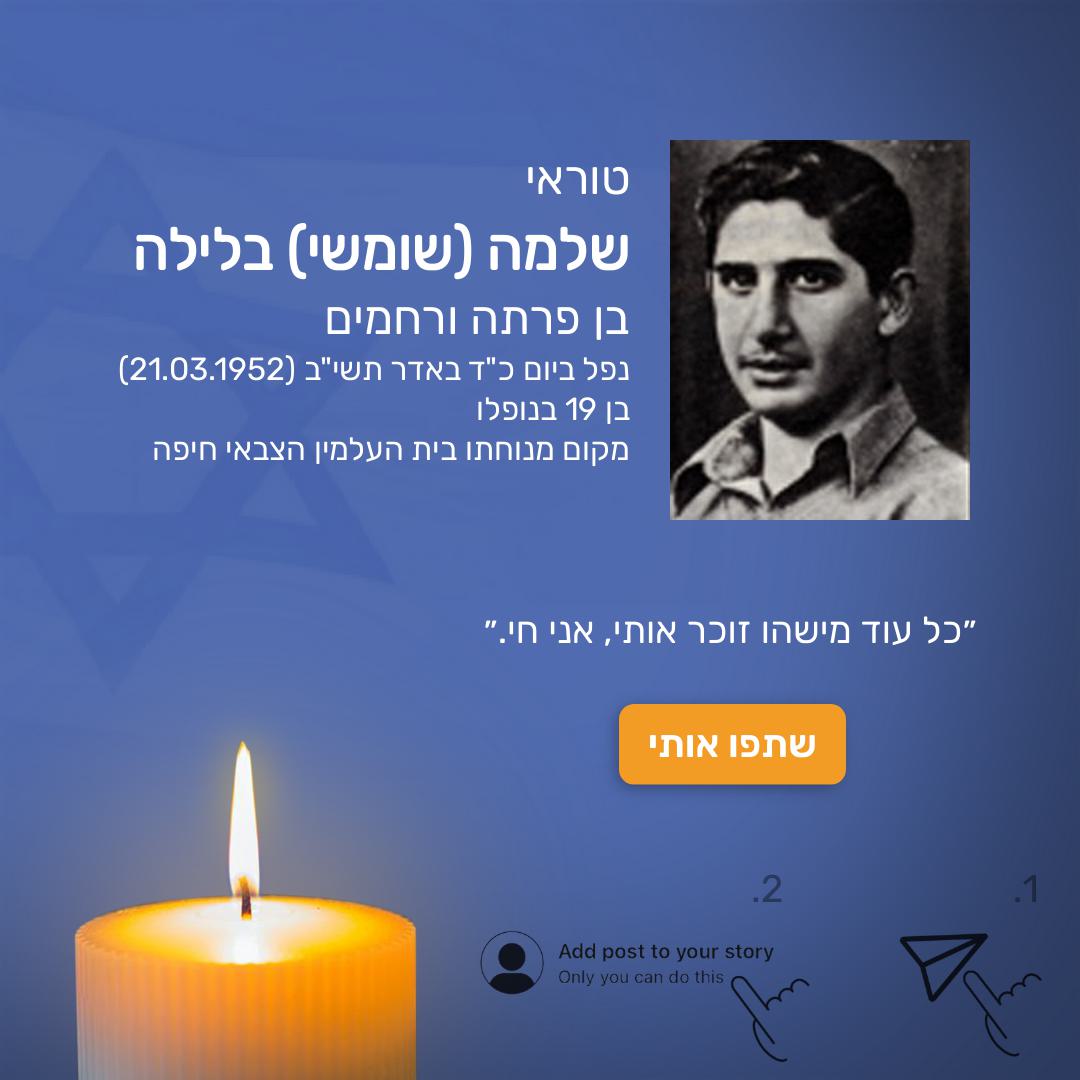 טוראי
שלמה (שומשי) בלילה
בן פרתה ורחמים
נפל ביום כ"ד באדר תשי"ב (21.03.1952)
בן 19 בנופלו
מקום מנוחתו בית העלמין הצבאי חיפה
״כל עוד מישהו זוכר אותי, אני חי.״
שתפו אותי
1.
2.
Add post to your story
Only you can do this